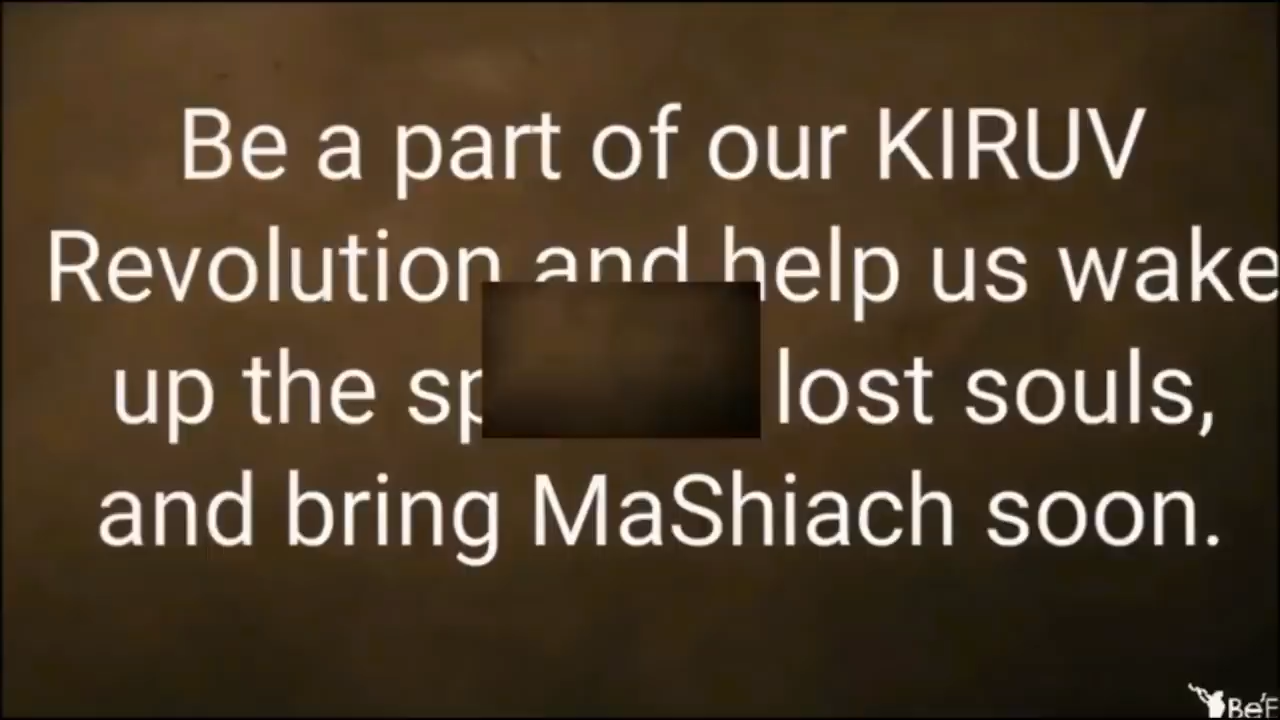 Be a part of our KIRUV
Revolution and help us wake
up the lost souls,
and bring MaShiach soon.